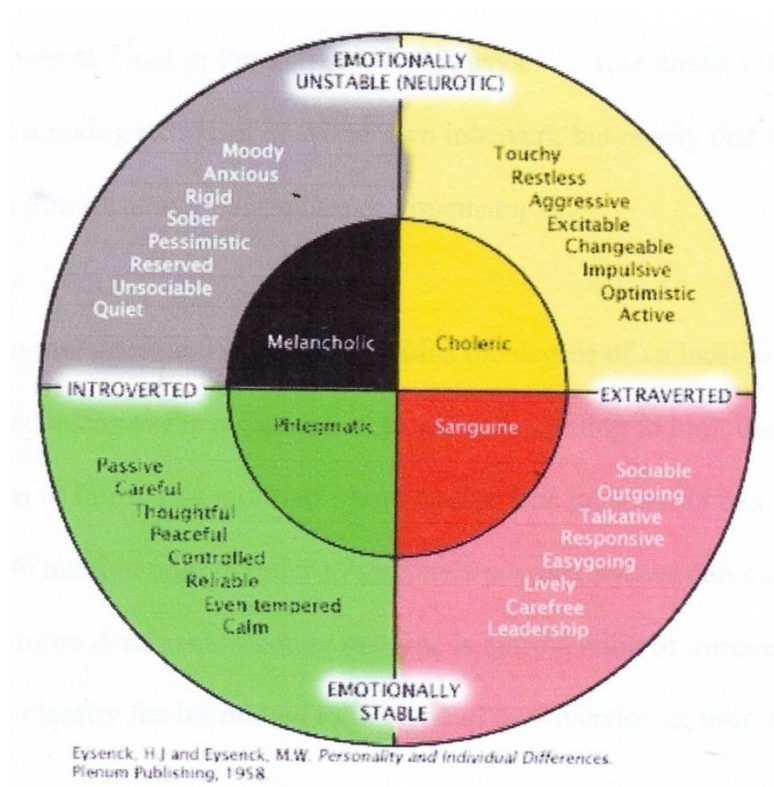 EMOTIONALLY
UNSTABLE (NEUROTIC)
Moody
Anxious
Rigid
Sober
Pessimistic
Reserved
Unsociable
Quiet
Touchy
Restless
Aggressive
Excitable
Changeable
Impulsive
Optimistic
Active
Melancholic
Choleric
INTROVERTED
EXTRAVERTED
Phlegmatic
Sanguine
Passive
Careful
Thoughtful
Peaceful
Controlled
Reliable
Even tempered
Calm
Sociable
Outgoing
Talkative
Responsive
Easygoing
Lively
Carefree
Leadership
EMOTIONALLY
STABLE
Eysenck, H.J and Eysenck, M.W. Personality and Individual Differences.
Plenum Publishing, 1958.